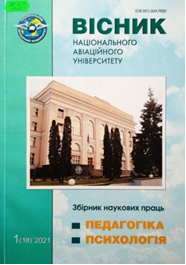 ВІСНИК
НАЦІОНАЛЬНОГО
АВІАЦІЙНОГО
УНІВЕРСИТЕТУ
Збірник наукових праць
ПЕДАГОГІКА
ПСИХОЛОГІЯ
1(18)'2021